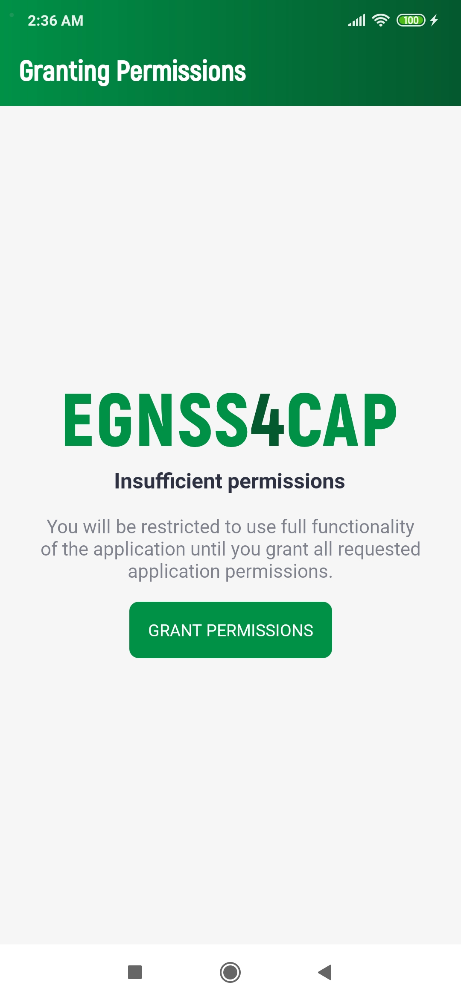 2:36 AM
100
Granting Permissions
EGNSS4CAP
Insufficient permissions
You will be restricted to use full functionality
of the application until you grant all requested
application permissions.
GRANT PERMISSIONS